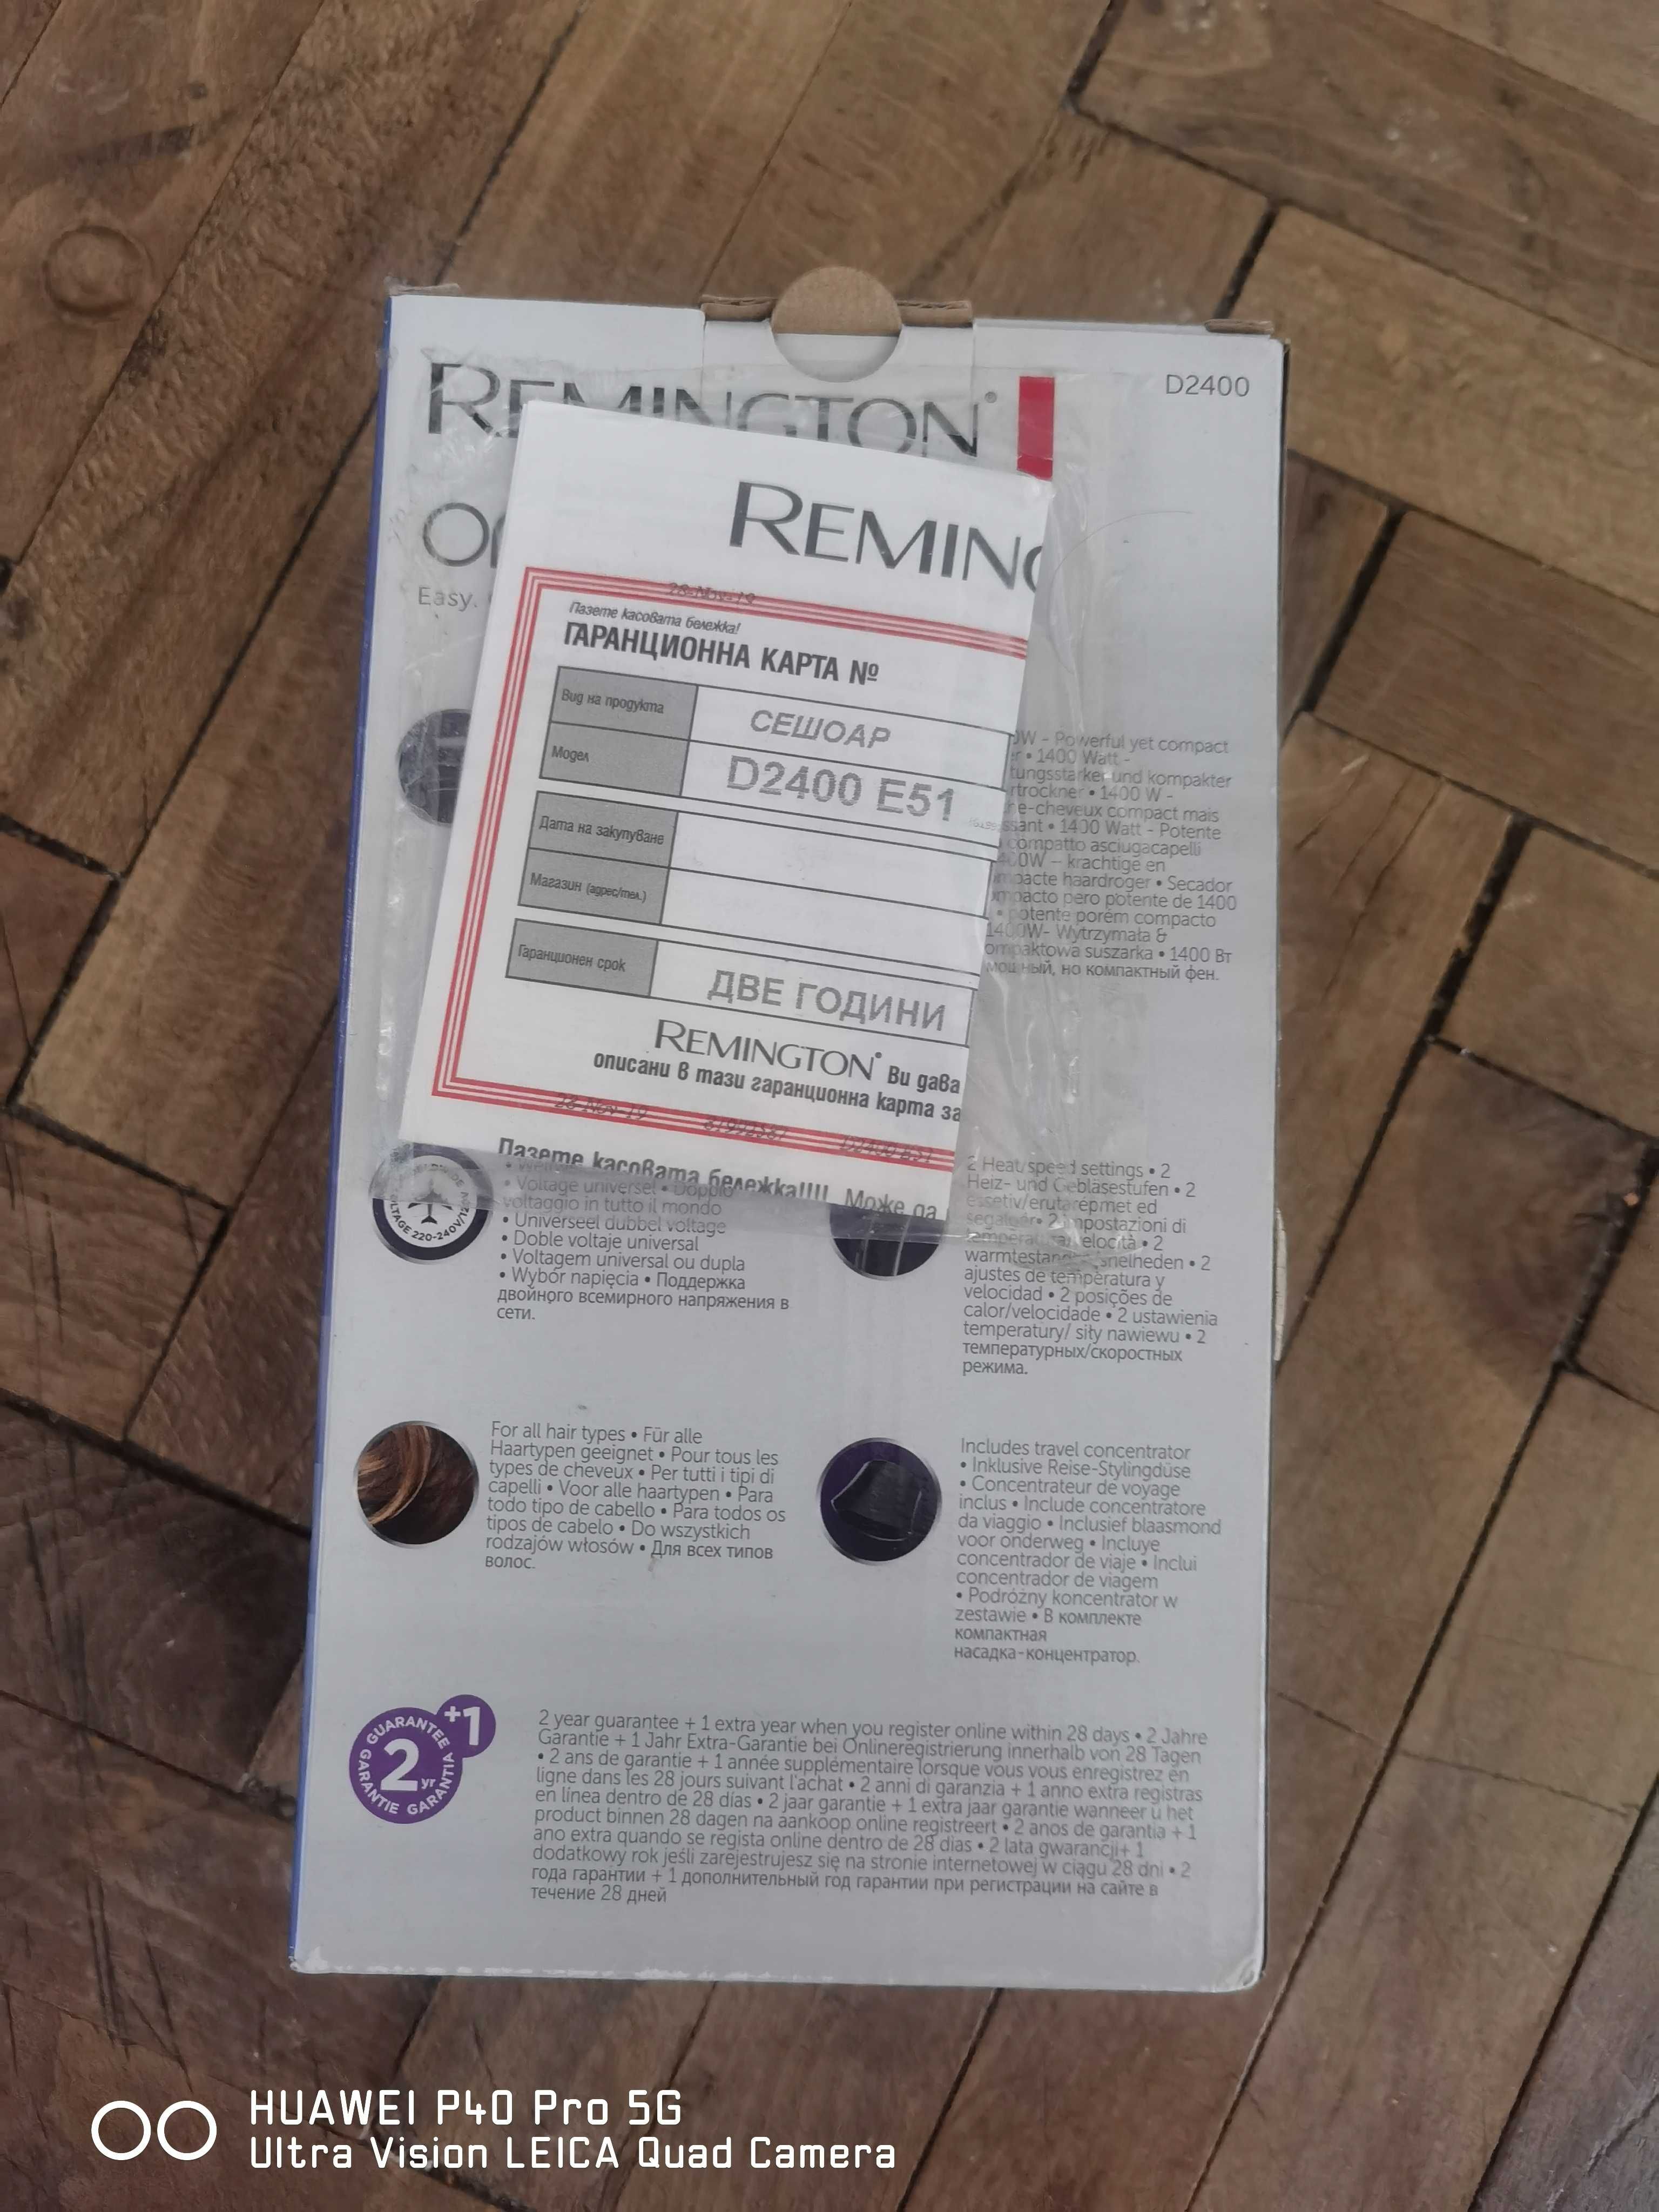 REMINGTON®
D2400
Easy.
REMING
28-Nov-19
Пазете касовата бележка!
ГАРАНЦИОННА КАРТА №
Вид на продукта
СЕШОАР
Модел
D2400 E51
Дата на закупуване
Магазин (адрес/тел.)
Гаранционен срок
ДВЕ ГОДИНИ
REMINGTON® Ви дава
описани в тази гаранционна карта за
28-Nov-19
Пазете касовата бележка!!!! Може да
0W - Powerful yet compact
• 1400 Watt -
tungsstarker und kompakter
rtrockner • 1400 W -
e-cheveux compact mais
ssant • 1400 Watt - Potente
compatto asciugacapelli
400W – krachtige en
mpacte haardroger • Secador
mpacto pero potente de 1400
• potente porém compacto
1400W- Wytrzymała &
ompaktowa suszarka • 1400 Вт
мощный, но компактный фен.
LTAGE 220-240V/12
• Voltage universel • Doppio
voltaggio in tutto il mondo
• Universeel dubbel voltage
• Doble voltaje universal
• Voltagem universal ou dupla
• Wybór napięcia • Поддержка
двойного всемирного напряжения в
сети.
2 Heat/speed settings • 2
Heiz- und Gebläsestufen • 2
ed
2 impostazioni di
• 2
• 2
ajustes de temperatura y
velocidad • 2 posições de
calor/velocidade • 2 ustawienia
temperatury/ siły nawiewu • 2
температурных/скоростных
режима.
For all hair types • Für alle
Haartypen geeignet • Pour tous les
types de cheveux • Per tutti i tipi di
capelli • Voor alle haartypen • Para
todo tipo de cabello • Para todos os
tipos de cabelo • Do wszystkich
rodzajów włosów • Для всех типов
волос.
Includes travel concentrator
• Inklusive Reise-Stylingdüse
• Concentrateur de voyage
inclus • Include concentratore
da viaggio • Inclusief blaasmond
voor onderweg • Incluye
concentrador de viaje • Inclui
concentrador de viagem
• Podróżny koncentrator w
zestawie • В комплекте
компактная
насадка-концентратор.
GUARANTEE GARANTIA GARANTIE
2 yr
+1
2 year guarantee + 1 extra year when you register online within 28 days • 2 Jahre
Garantie + 1 Jahr Extra-Garantie bei Onlineregistrierung innerhalb von 28 Tagen
• 2 ans de garantie + 1 année supplémentaire lorsque vous vous enregistrez en
ligne dans les 28 jours suivant l'achat • 2 anni di garanzia + 1 anno extra registras
en línea dentro de 28 días • 2 jaar garantie + 1 extra jaar garantie wanneer u het
product binnen 28 dagen na aankoop online registreert • 2 anos de garantia + 1
ano extra quando se regista online dentro de 28 dias • 2 lata gwarancji+ 1
dodatkowy rok jeśli zarejestrujesz się na stronie internetowej w ciągu 28 dni • 2
года гарантии + 1 дополнительный год гарантии при регистрации на сайте в
течение 28 дней
HUAWEI P40 Pro 5G
Ultra Vision LEICA Quad Camera